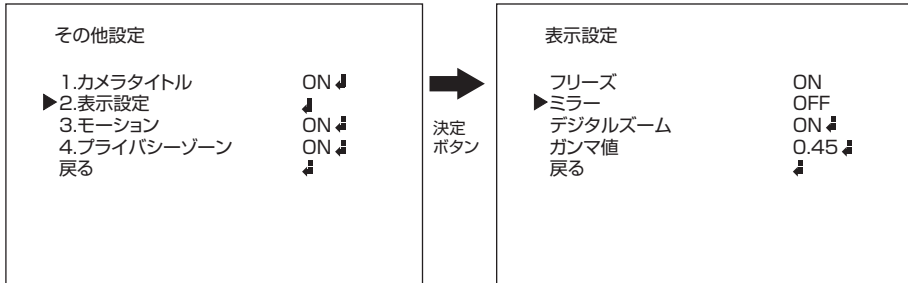 その他設定
1.カメラタイトル ON
2.表示設定
3.モーション ON
4.プライバシーゾーン ON
戻る
決定
ボタン
表示設定
フリーズ ON
ミラー OFF
デジタルズーム ON
ガンマ値 0.45
戻る